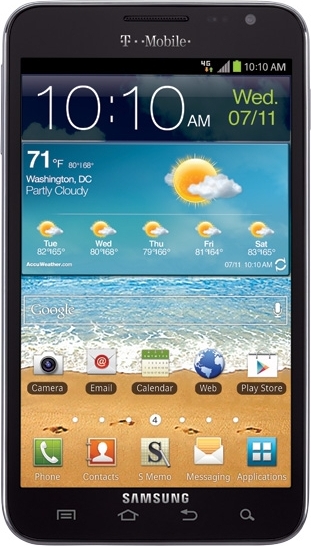 T··Mobile·
4G 10:10 AM
10:10 AM
Wed.
07/11
71°F 80°/68°
Washington, DC
Partly Cloudy
Tue Wed Thu Fri Sat
82°/65° 80°/68° 79°/66° 81°/64° 83°/65°
AccuWeather.com 07/11 10:10 AM
Google
Camera Email Calendar Web Play Store
4
Phone Contacts S Memo Messaging Applications
SAMSUNG